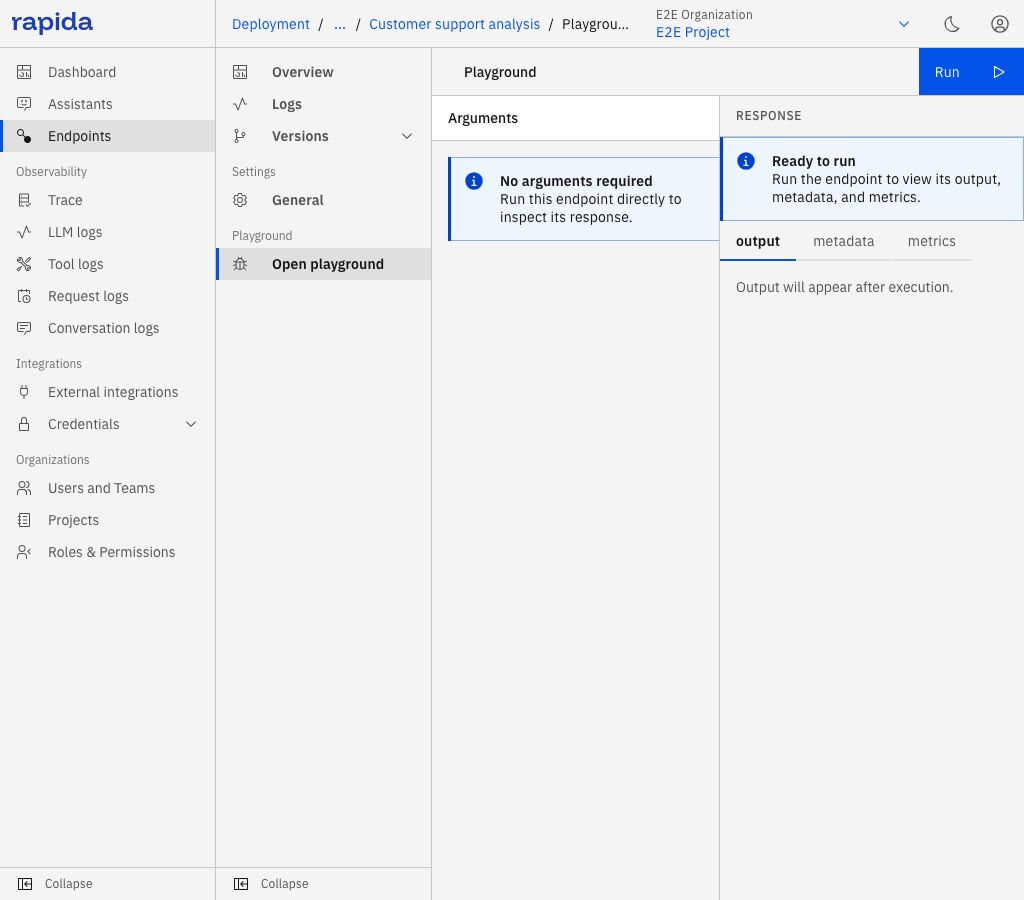 rapida
Deployment / ... / Customer support analysis / Playgrou...
E2E Organization
E2E Project
Dashboard
Assistants
Endpoints
Observability
Trace
LLM logs
Tool logs
Request logs
Conversation logs
Integrations
External integrations
Credentials
Organizations
Users and Teams
Projects
Roles & Permissions
Collapse
Overview
Logs
Versions
Settings
General
Playground
Open playground
Collapse
Playground
Run
Arguments
No arguments required
Run this endpoint directly to
inspect its response.
RESPONSE
Ready to run
Run the endpoint to view its output,
metadata, and metrics.
output metadata metrics
Output will appear after execution.